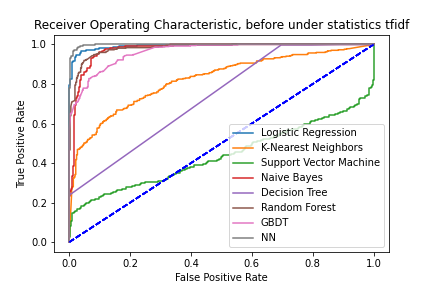 Receiver Operating Characteristic, before under statistics tfidf
1.0
0.8
0.6
0.4
0.2
0.0
True Positive Rate
Logistic Regression
K-Nearest Neighbors
Support Vector Machine
Naive Bayes
Decision Tree
Random Forest
GBDT
NN
0.0 0.2 0.4 0.6 0.8 1.0
False Positive Rate